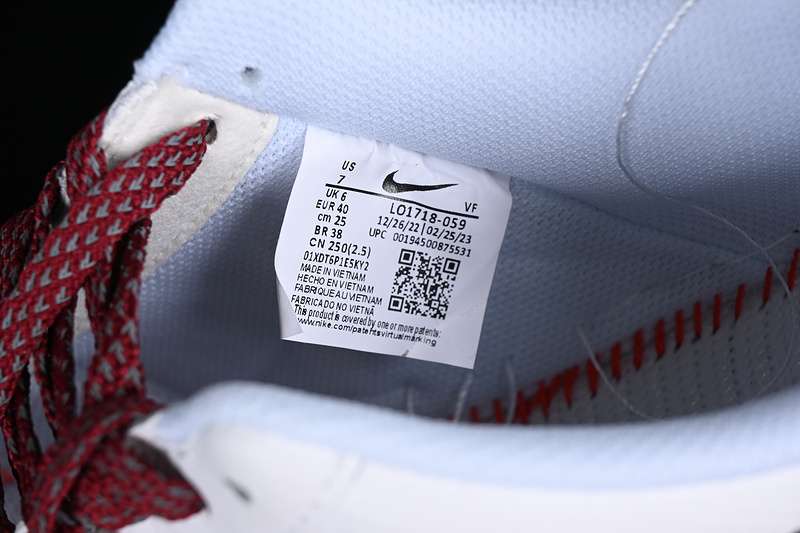 US
7
UK 6
EUR 40
cm 25
BR 38
CN 250(2.5)
VF
LO1718-059
12/26/22|02/25/23
UPC 00194500875531
01XDT6P1E5KY2
MADE IN VIETNAM
HECHO EN VIETNAM
FABRIQUE AU VIETNAM
FABRICADO NO VIETNÃ
This product is covered by one or more patents:
www.nike.com/patentsvirtualmarking